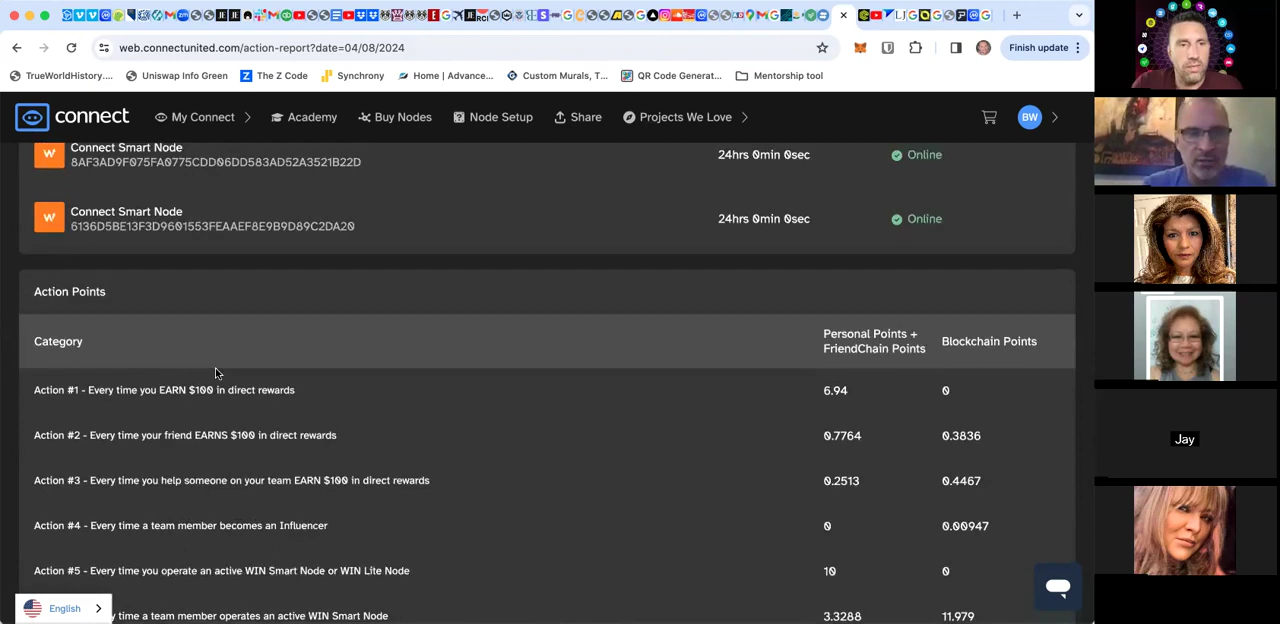 Finish update
web.connectunited.com/action-report?date=04/08/2024
TrueWorldHistory....
Uniswap Info Green
The Z Code
Synchrony
Home | Advance...
Custom Murals, T...
QR Code Generat...
Mentorship tool
connect
My Connect
Academy
Buy Nodes
Node Setup
Share
Projects We Love
BW
Connect Smart Node
8AF3AD9F075FA0775CDD06DD583AD52A3521B22D
24hrs 0min 0sec
Online
Connect Smart Node
6136D5BE13F3D9601553FEAAEF8E9B9D89C2DA20
24hrs 0min 0sec
Online
Action Points
Category
Personal Points +
FriendChain Points
Blockchain Points
Action #1 - Every time you EARN $100 in direct rewards
6.94
0
Action #2 - Every time your friend EARNS $100 in direct rewards
0.7764
0.3836
Action #3 - Every time you help someone on your team EARN $100 in direct rewards
0.2513
0.4467
Action #4 - Every time a team member becomes an Influencer
0
0.00947
Action #5 - Every time you operate an active WIN Smart Node or WIN Lite Node
10
0
y time a team member operates an active WIN Smart Node
3.3288
11.979
English
Jay